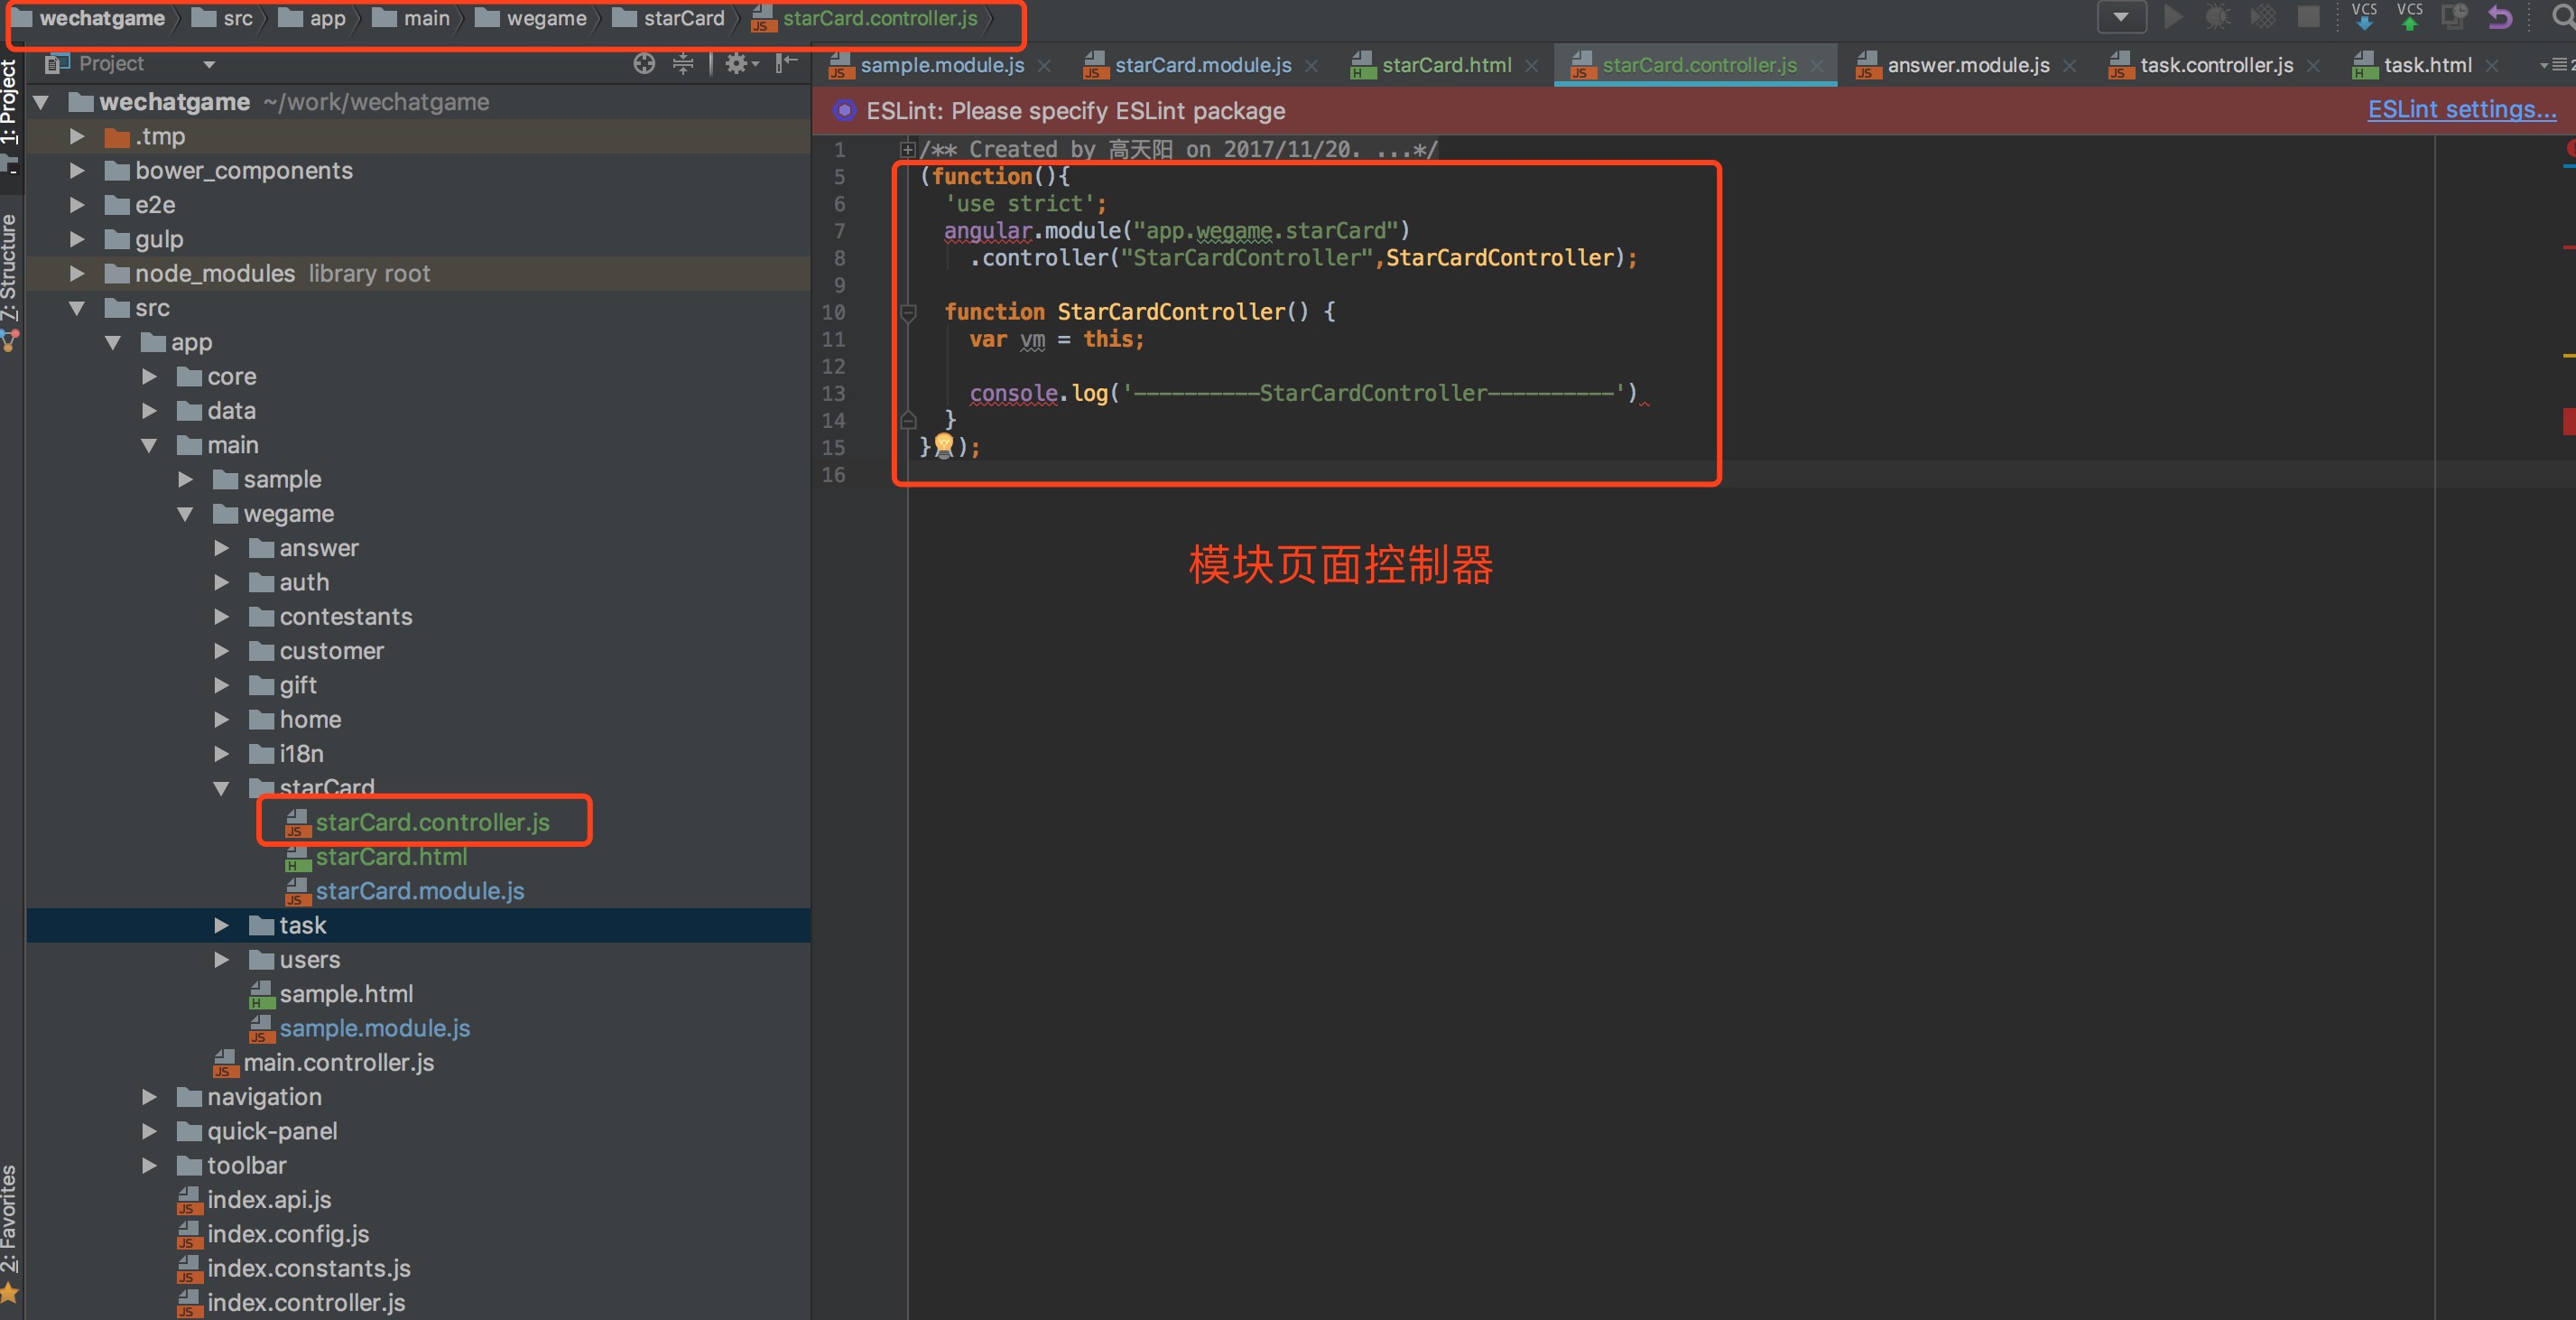 wechatgame src app main wegame starCard starCard.controller.js
VCS VCS
Project
sample.module.js starCard.module.js starCard.html starCard.controller.js answer.module.js task.controller.js task.html
1: Project
7: Structure
2: Favorites
wechatgame ~/work/wechatgame
.tmp
bower_components
e2e
gulp
node_modules library root
src
app
core
data
main
sample
wegame
answer
auth
contestants
customer
gift
home
i18n
starCard
starCard.controller.js
starCard.html
starCard.module.js
task
users
sample.html
sample.module.js
main.controller.js
navigation
quick-panel
toolbar
index.api.js
index.config.js
index.constants.js
index.controller.js
ESLint: Please specify ESLint package ESLint settings...
1 /** Created by 高天阳 on 2017/11/20. ...*/
5 (function(){
6 'use strict';
7 angular.module("app.wegame.starCard")
8 .controller("StarCardController",StarCardController);
9
10 function StarCardController() {
11 var vm = this;
12
13 console.log('----------StarCardController----------')
14 }
15 });
16
模块页面控制器